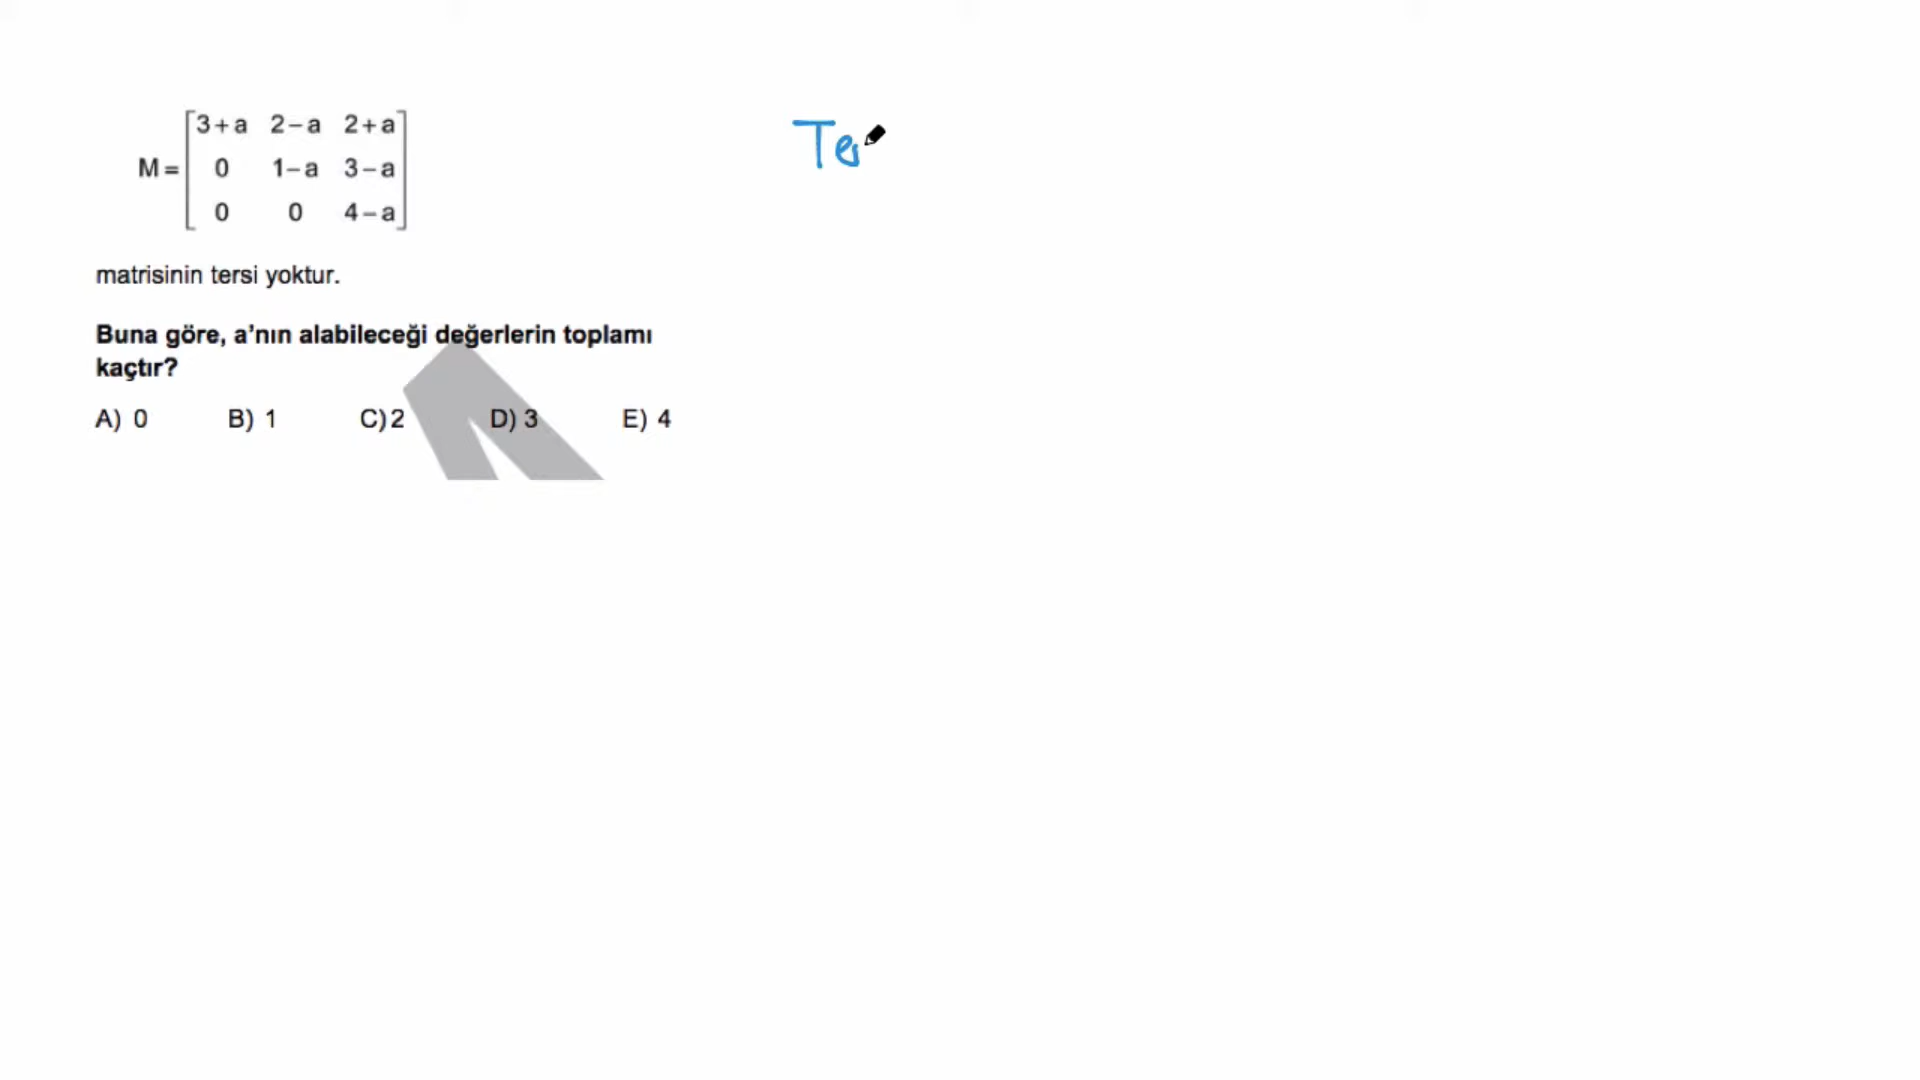 M = [3+a 2−a 2+a
0 1−a 3−a
0 0 4−a]
matrisinin tersi yoktur.
Buna göre, a’nın alabileceği değerlerin toplamı
kaçtır?
A) 0 B) 1 C) 2 D) 3 E) 4